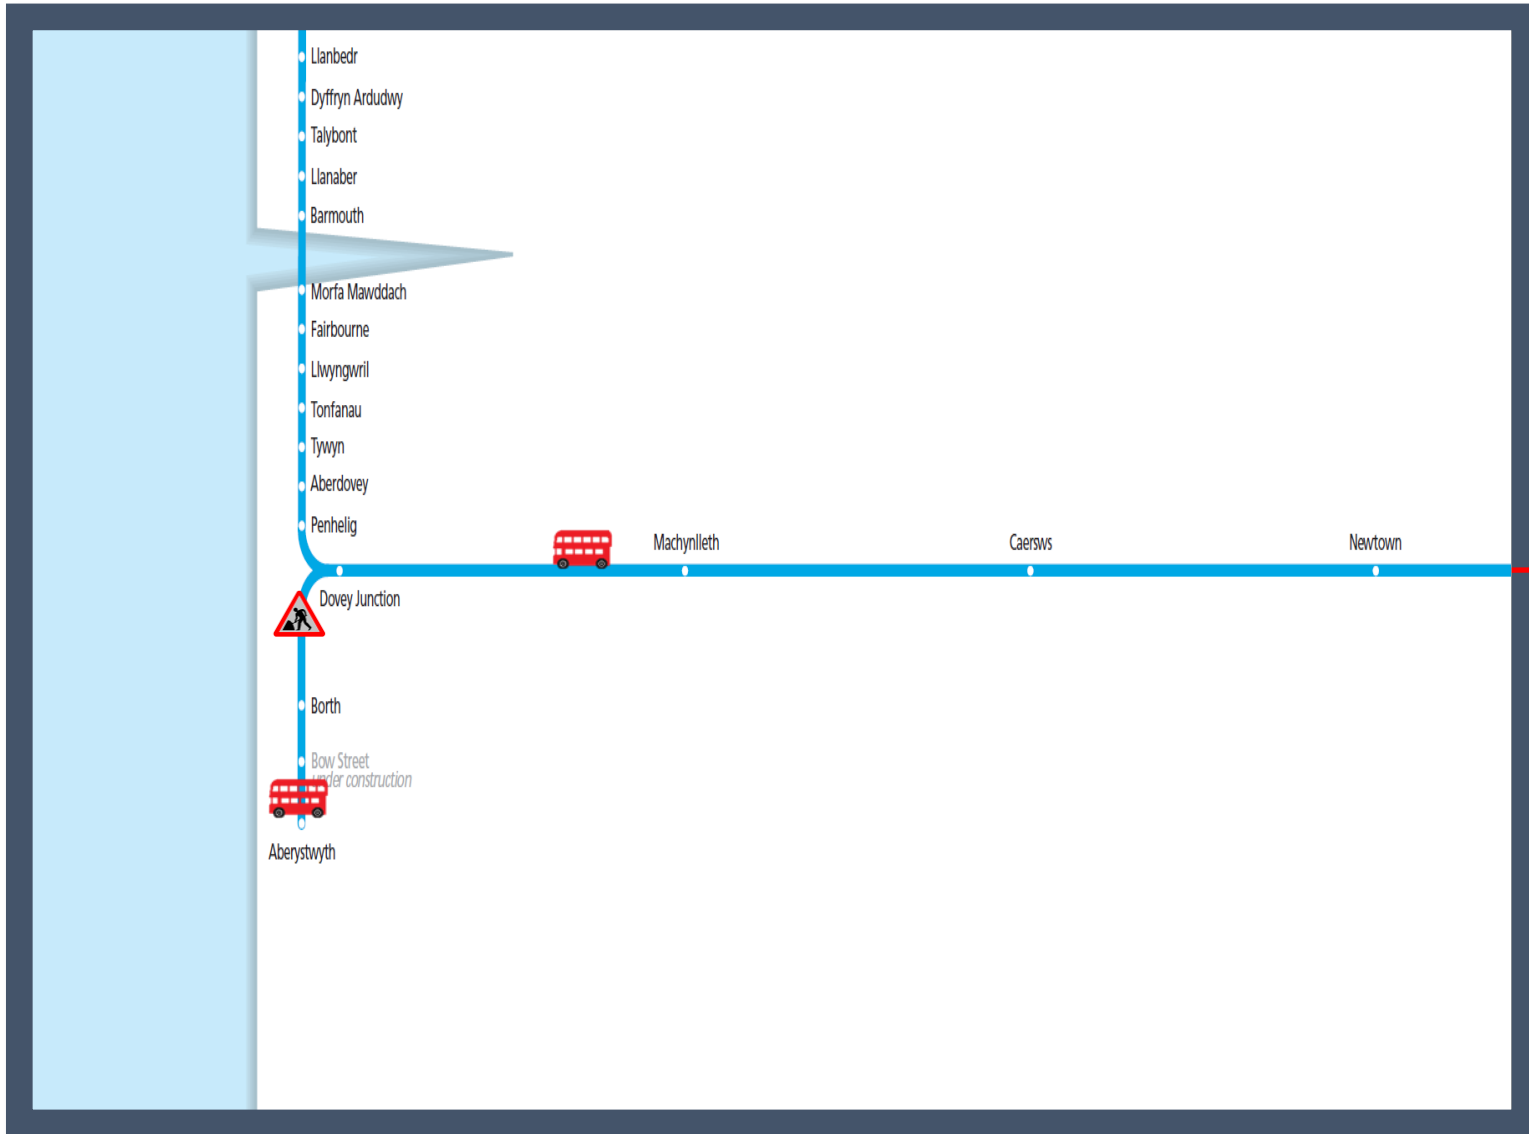 Llanbedr
Dyffryn Ardudwy
Talybont
Llanaber
Barmouth
Morfa Mawddach
Fairbourne
Llwyngwril
Tonfanau
Tywyn
Aberdovey
Penhelig
Machynlleth
Caersws
Newtown
Dovey Junction
Borth
Bow Street
under construction
Aberystwyth